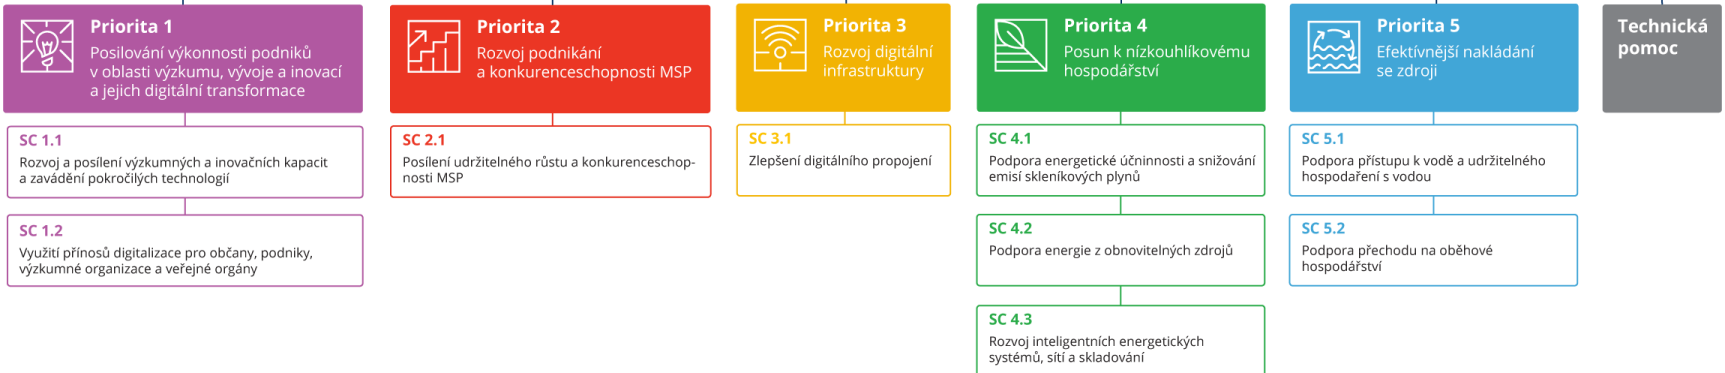 Priorita 1
Posilování výkonnosti podniků
v oblasti výzkumu, vývoje a inovací
a jejich digitální transformace
SC 1.1
Rozvoj a posílení výzkumných a inovačních kapacit
a zavádění pokročilých technologií
SC 1.2
Využití přínosů digitalizace pro občany, podniky,
výzkumné organizace a veřejné orgány
Priorita 2
Rozvoj podnikání
a konkurenceschopnosti MSP
SC 2.1
Posílení udržitelného růstu a konkurenceschop-
nosti MSP
Priorita 3
Rozvoj digitální
infrastruktury
SC 3.1
Zlepšení digitálního propojení
Priorita 4
Posun k nízkouhlíkovému
hospodářství
SC 4.1
Podpora energetické účninnosti a snižování
emisí skleníkových plynů
SC 4.2
Podpora energie z obnovitelných zdrojů
SC 4.3
Rozvoj inteligentních energetických
systémů, sítí a skladování
Priorita 5
Efektívnější nakládání
se zdroji
SC 5.1
Podpora přístupu k vodě a udržitelného
hospodaření s vodou
SC 5.2
Podpora přechodu na oběhové
hospodářství
Technická
pomoc